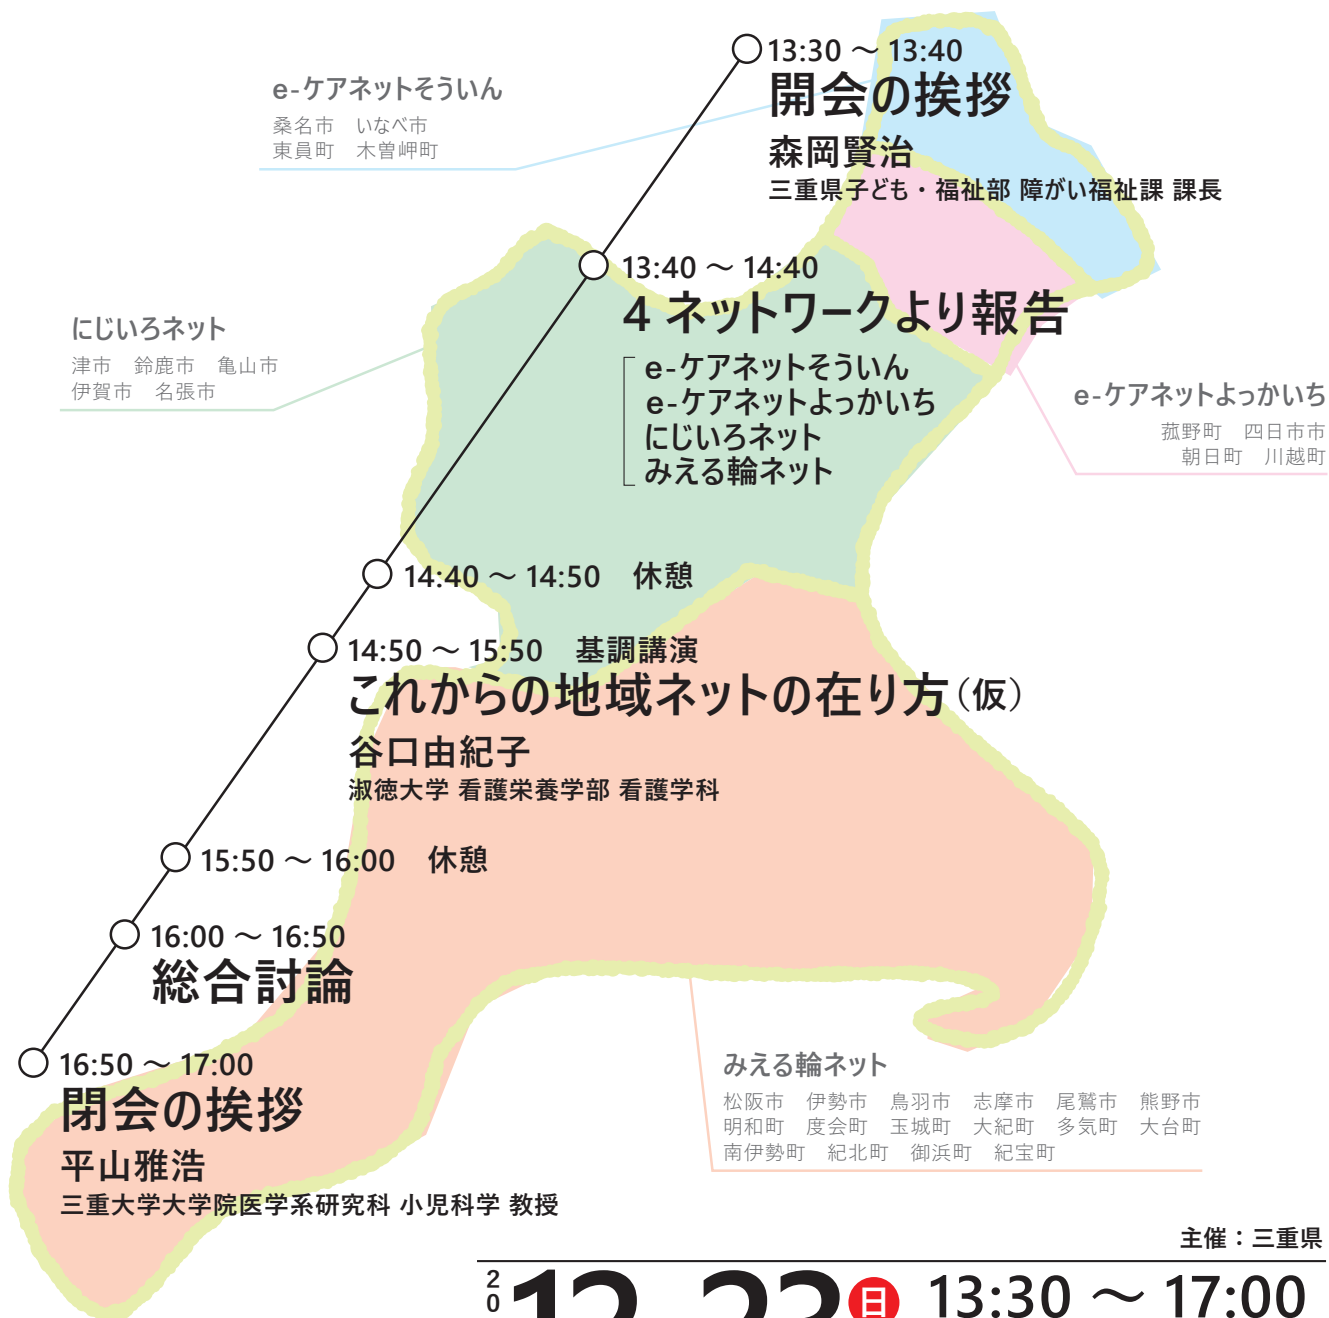 13:30 ～ 13:40
開会の挨拶
森岡賢治
三重県子ども・福祉部 障がい福祉課 課長
e-ケアネットそういん
桑名市　いなべ市
東員町　木曽岬町
13:40 ～ 14:40
4 ネットワークより報告
e-ケアネットそういん
e-ケアネットよっかいち
にじいろネット
みえる輪ネット
にじいろネット
津市　鈴鹿市　亀山市
伊賀市　名張市
e-ケアネットよっかいち
菰野町　四日市市
朝日町　川越町
14:40 ～ 14:50　休憩
14:50 ～ 15:50　基調講演
これからの地域ネットの在り方（仮）
谷口由紀子
淑徳大学 看護栄養学部 看護学科
15:50 ～ 16:00　休憩
16:00 ～ 16:50
総合討論
16:50 ～ 17:00
閉会の挨拶
平山雅浩
三重大学大学院医学系研究科 小児科学 教授
みえる輪ネット
松阪市　伊勢市　鳥羽市　志摩市　尾鷲市　熊野市
明和町　度会町　玉城町　大紀町　多気町　大台町
南伊勢町　紀北町　御浜町　紀宝町
主催：三重県
20
日 13:30 ～ 17:00